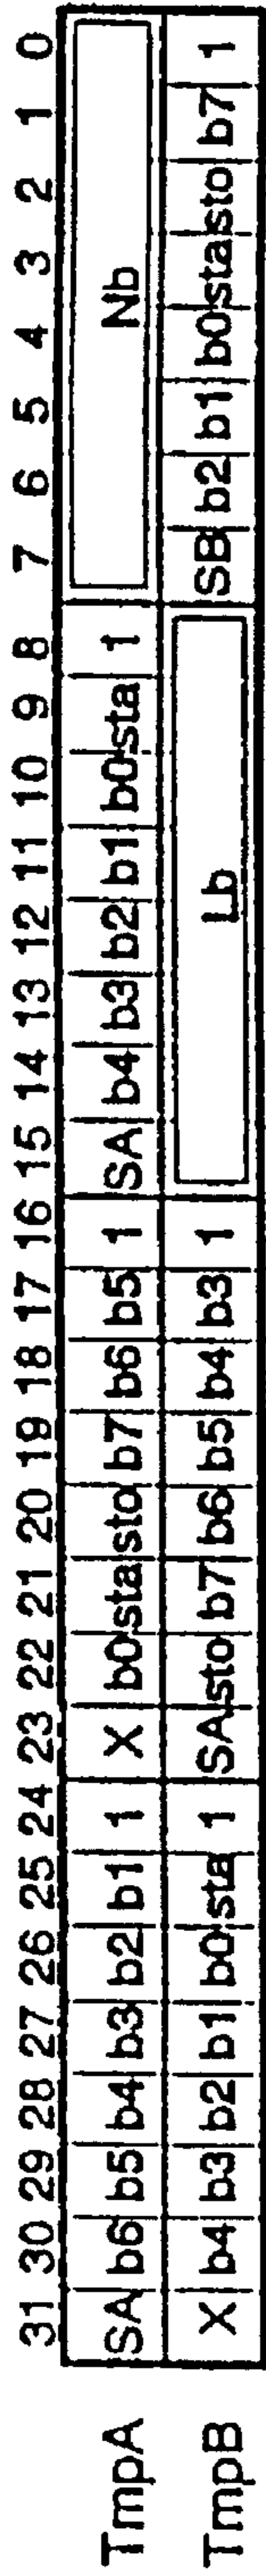 31 30 29 28 27 26 25 24 23 22 21 20 19 18 17 16 15 14 13 12 11 10 9 8 7 6 5 4 3 2 1 0
TmpA SA b6 b5 b4 b3 b2 b1 1 X b0 sta sto b7 b6 b5 1 SA b4 b3 b2 b1 b0 sta 1 Nb
TmpB X b4 b3 b2 b1 b0 sta 1 SA sto b7 b6 b5 b4 b3 1 Lb SB b2 b1 b0 sta sto b7 1